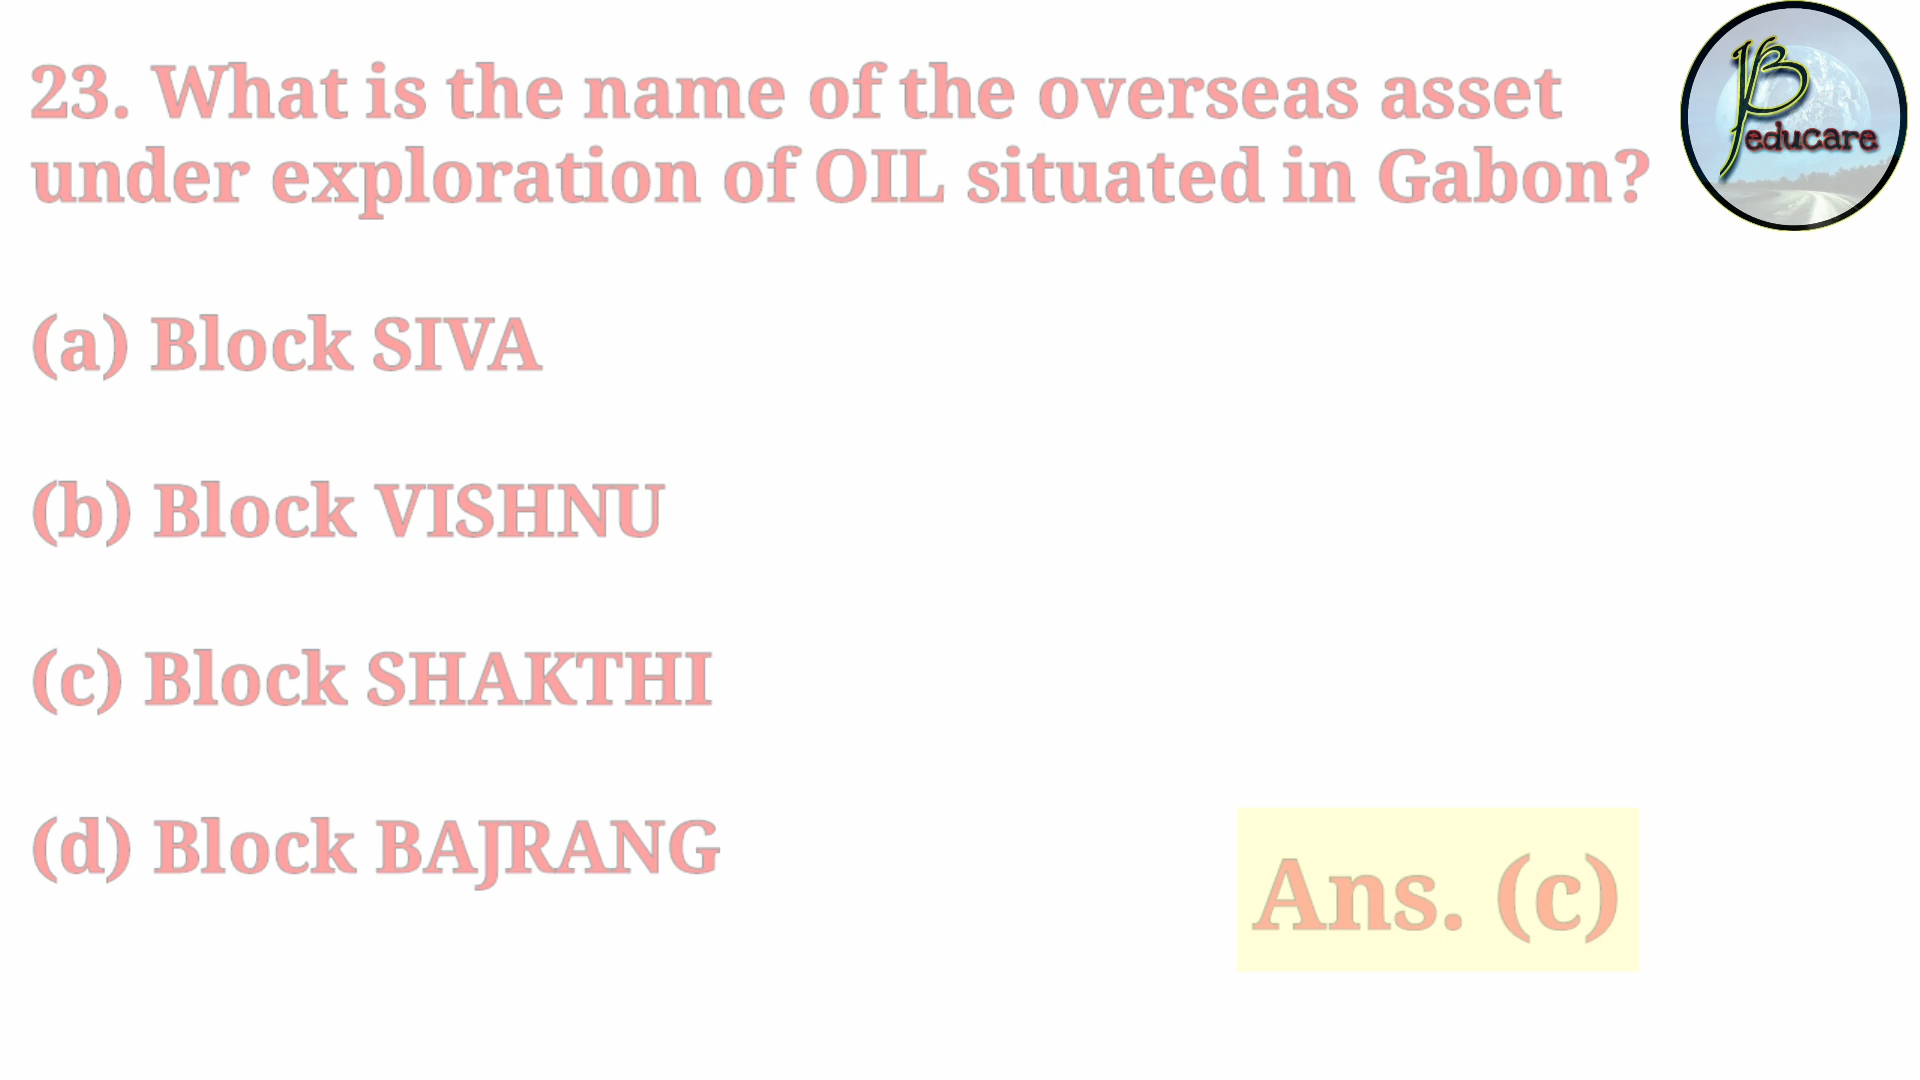 23. What is the name of the overseas asset
under exploration of OIL situated in Gabon?
(a) Block SIVA
(b) Block VISHNU
(c) Block SHAKTHI
(d) Block BAJRANG
Ans. (c)
educare